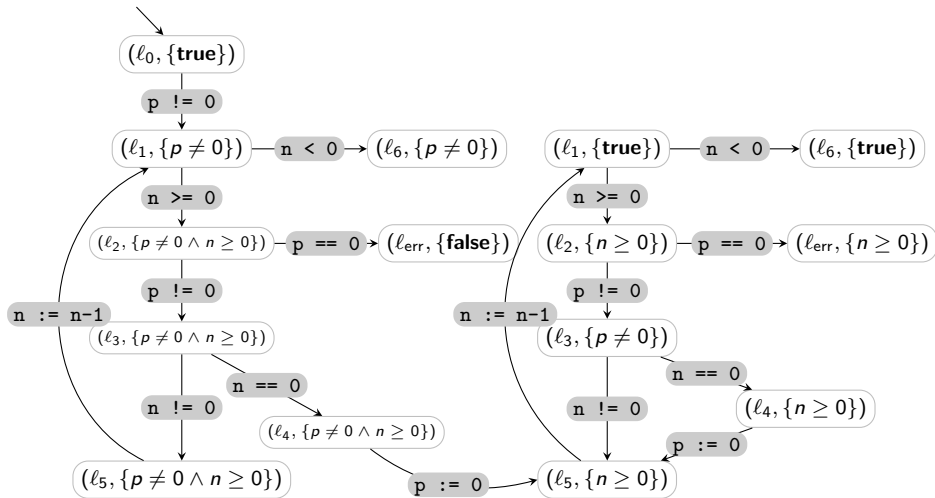 (ℓ0, {true})
p != 0
(ℓ1, {p ≠ 0}) n < 0 (ℓ6, {p ≠ 0}) (ℓ1, {true}) n < 0 (ℓ6, {true})
n >= 0 n >= 0
(ℓ2, {p ≠ 0 ∧ n ≥ 0}) p == 0 (ℓerr, {false}) (ℓ2, {n ≥ 0}) p == 0 (ℓerr, {n ≥ 0})
p != 0 p != 0
n := n-1 n := n-1
(ℓ3, {p ≠ 0 ∧ n ≥ 0}) (ℓ3, {p ≠ 0})
n == 0 n == 0
n != 0 n != 0 (ℓ4, {n ≥ 0})
(ℓ4, {p ≠ 0 ∧ n ≥ 0}) p := 0
(ℓ5, {p ≠ 0 ∧ n ≥ 0}) p := 0 (ℓ5, {n ≥ 0})